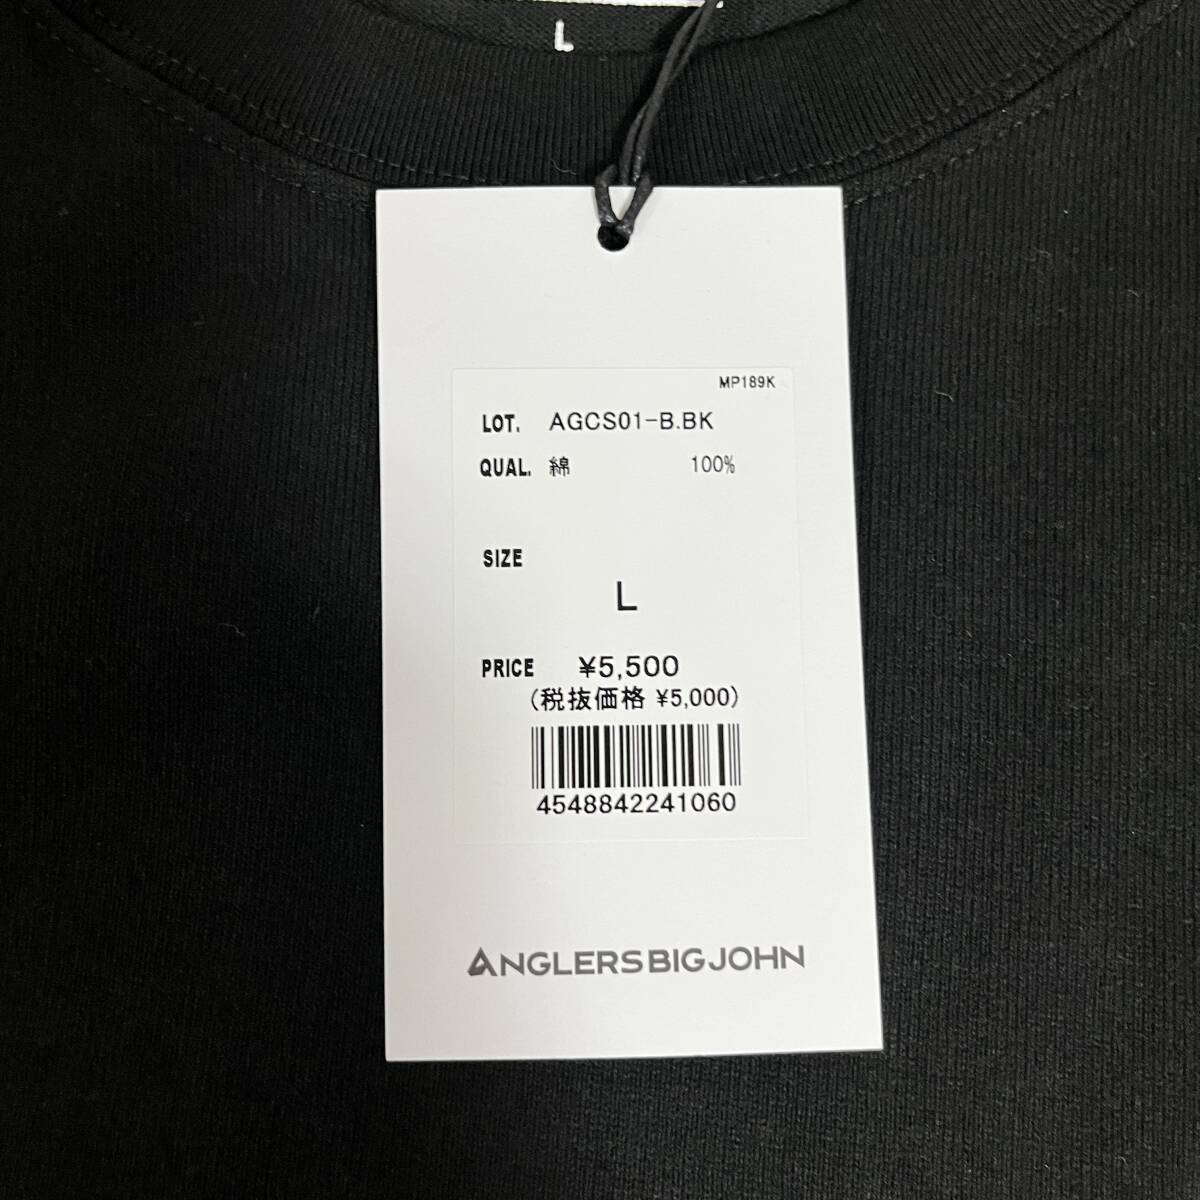 L
MP189K
LOT. AGCS01-B.BK
QUAL. 綿 100%
SIZE
L
PRICE ¥5,500
(税抜価格 ¥5,000)
4548842241060
ANGLERSBIGJOHN